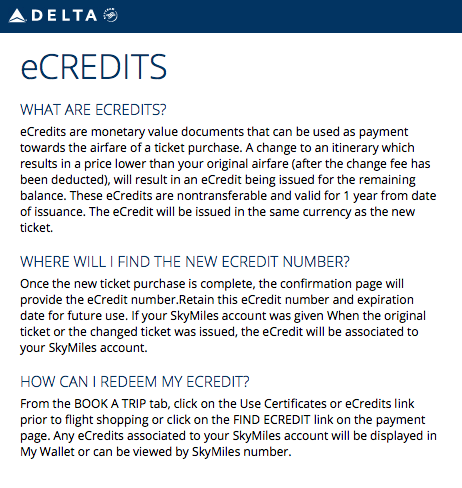 DELTA
eCREDITS
WHAT ARE ECREDITS?
eCredits are monetary value documents that can be used as payment
towards the airfare of a ticket purchase. A change to an itinerary which
results in a price lower than your original airfare (after the change fee has
been deducted), will result in an eCredit being issued for the remaining
balance. These eCredits are nontransferable and valid for 1 year from date
of issuance. The eCredit will be issued in the same currency as the new
ticket.
WHERE WILL I FIND THE NEW ECREDIT NUMBER?
Once the new ticket purchase is complete, the confirmation page will
provide the eCredit number.Retain this eCredit number and expiration
date for future use. If your SkyMiles account was given When the original
ticket or the changed ticket was issued, the eCredit will be associated to
your SkyMiles account.
HOW CAN I REDEEM MY ECREDIT?
From the BOOK A TRIP tab, click on the Use Certificates or eCredits link
prior to flight shopping or click on the FIND ECREDIT link on the payment
page. Any eCredits associated to your SkyMiles account will be displayed in
My Wallet or can be viewed by SkyMiles number.